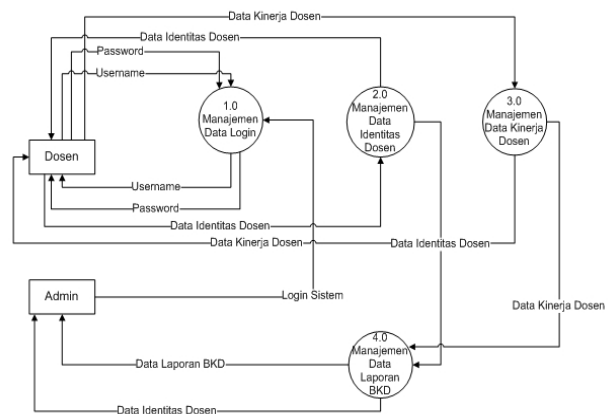 Data Kinerja Dosen
Data Identitas Dosen
Password
Username
1.0
Manajemen
Data Login
2.0
Manajemen
Data
Identitas
Dosen
3.0
Manajemen
Data Kinerja
Dosen
Dosen
Username
Password
Data Identitas Dosen
Data Kinerja Dosen
Data Identitas Dosen
Admin
Login Sistem
Data Kinerja Dosen
4.0
Manajemen
Data
Laporan
BKD
Data Laporan BKD
Data Identitas Dosen